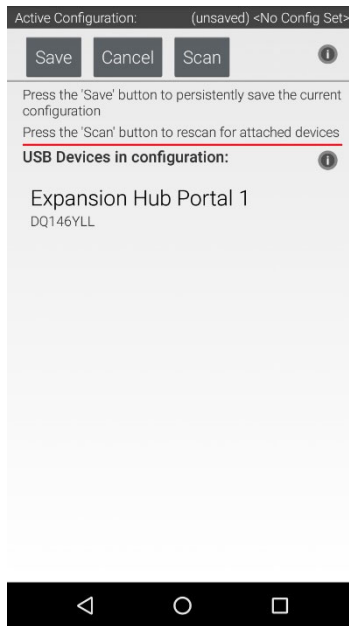 Active Configuration: (unsaved) <No Config Set>
Save Cancel Scan
Press the 'Save' button to persistently save the current
configuration
Press the 'Scan' button to rescan for attached devices
USB Devices in configuration:
Expansion Hub Portal 1
DQ146YLL